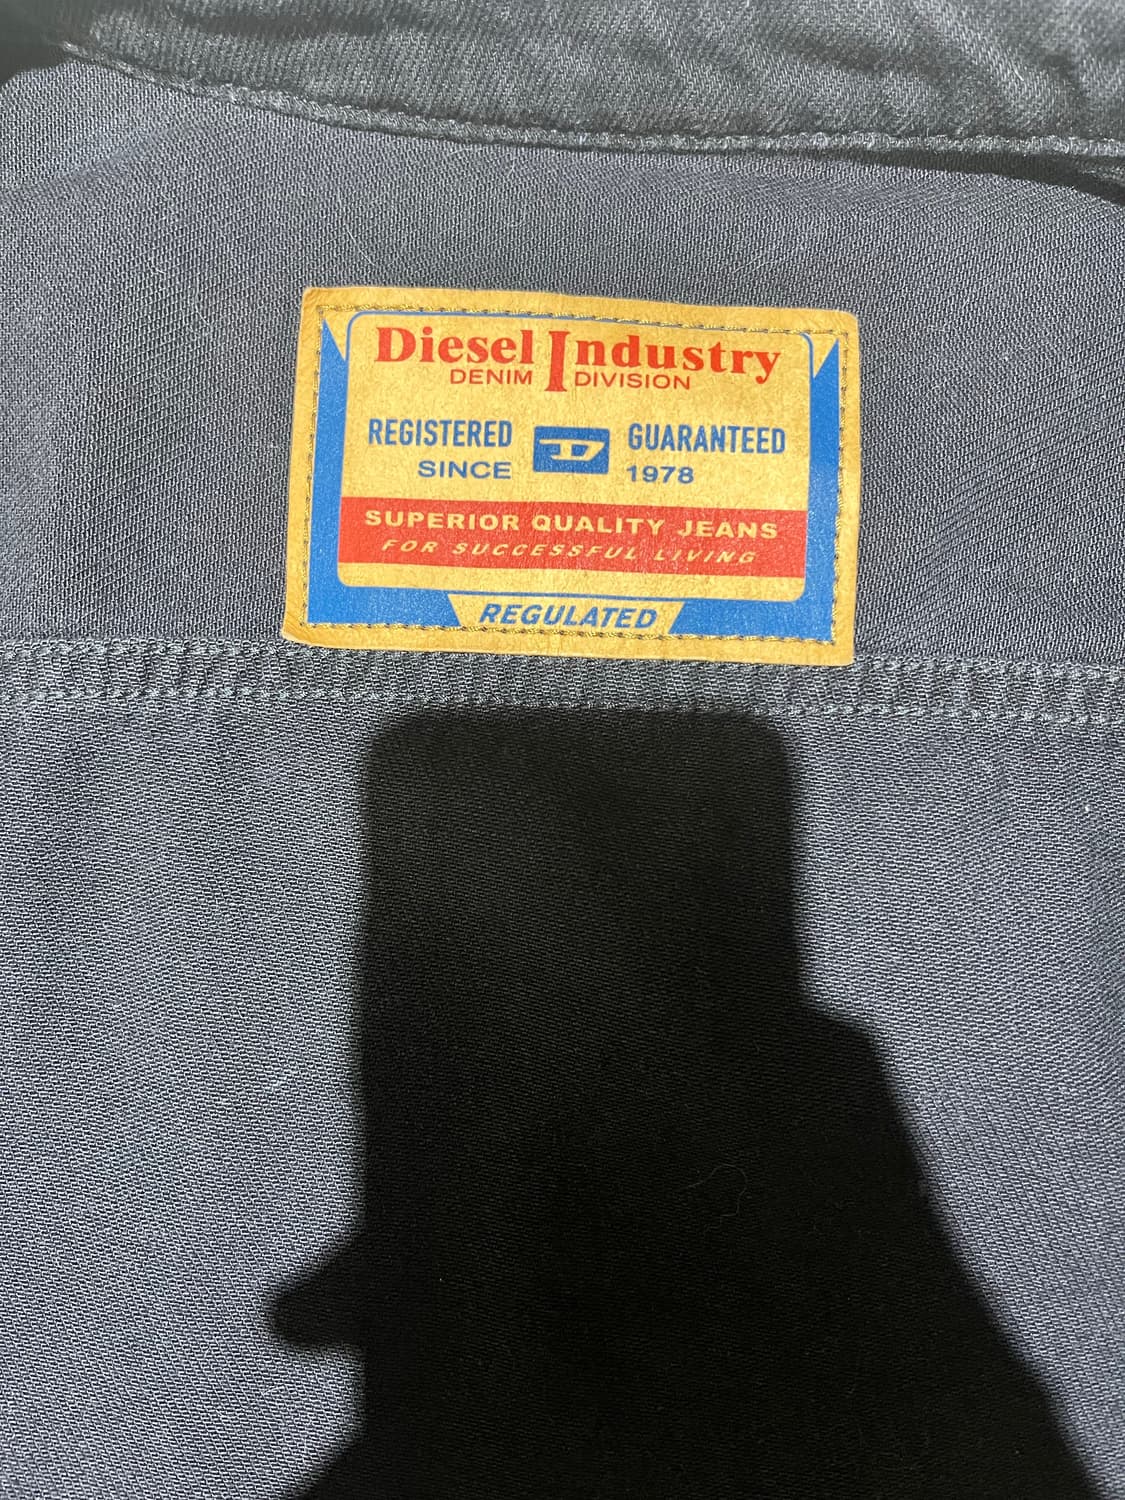 Diesel Industry
DENIM DIVISION
REGISTERED D GUARANTEED
SINCE 1978
SUPERIOR QUALITY JEANS
FOR SUCCESSFUL LIVING
REGULATED